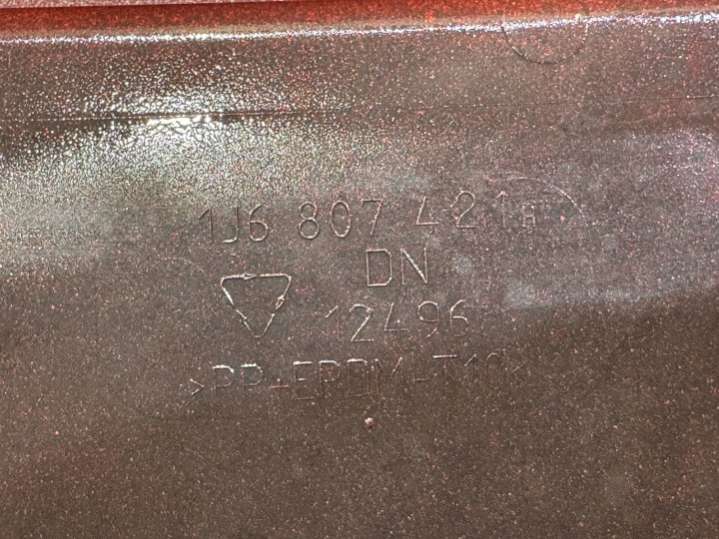 1J6 807 421 A
DN
12496
>PP+EPDM-T10<